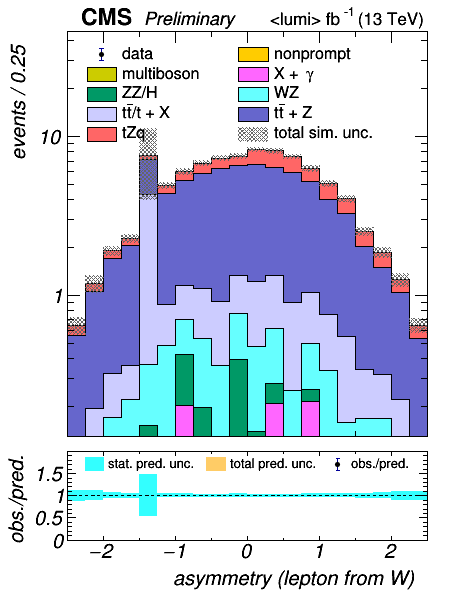 CMS Preliminary <lumi> fb⁻¹ (13 TeV)
events / 0.25
data nonprompt
multiboson X + γ
ZZ/H WZ
tt̄/t + X tt̄ + Z
tZq total sim. unc.
10
1
obs./pred.
stat. pred. unc. total pred. unc. obs./pred.
1.5
1
0.5
0
−2 −1 0 1 2
asymmetry (lepton from W)